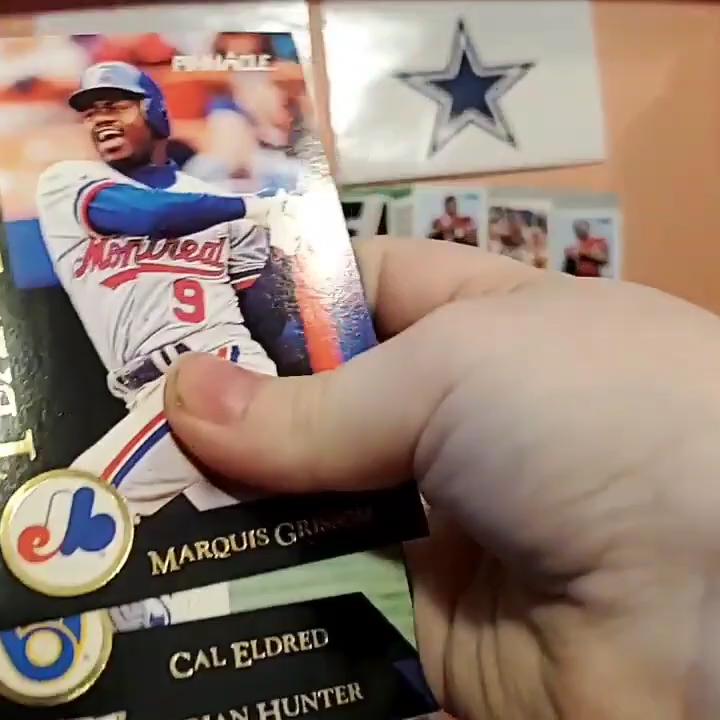 PINNACLE
Montreal
9
MARQUIS GRISSOM
CAL ELDRED
HUNTER